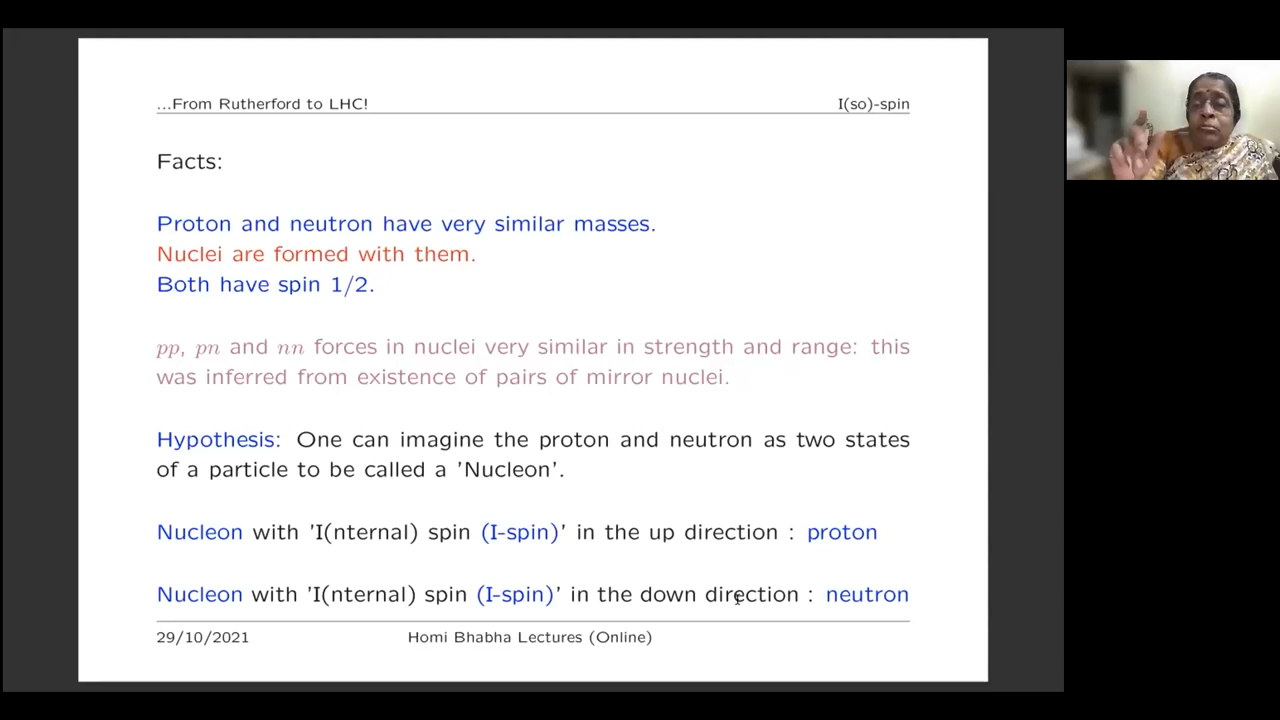 ...From Rutherford to LHC! I(so)-spin
Facts:
Proton and neutron have very similar masses.
Nuclei are formed with them.
Both have spin 1/2.
pp, pn and nn forces in nuclei very similar in strength and range: this
was inferred from existence of pairs of mirror nuclei.
Hypothesis: One can imagine the proton and neutron as two states
of a particle to be called a 'Nucleon'.
Nucleon with 'I(nternal) spin (I-spin)' in the up direction : proton
Nucleon with 'I(nternal) spin (I-spin)' in the down direction : neutron
29/10/2021 Homi Bhabha Lectures (Online)